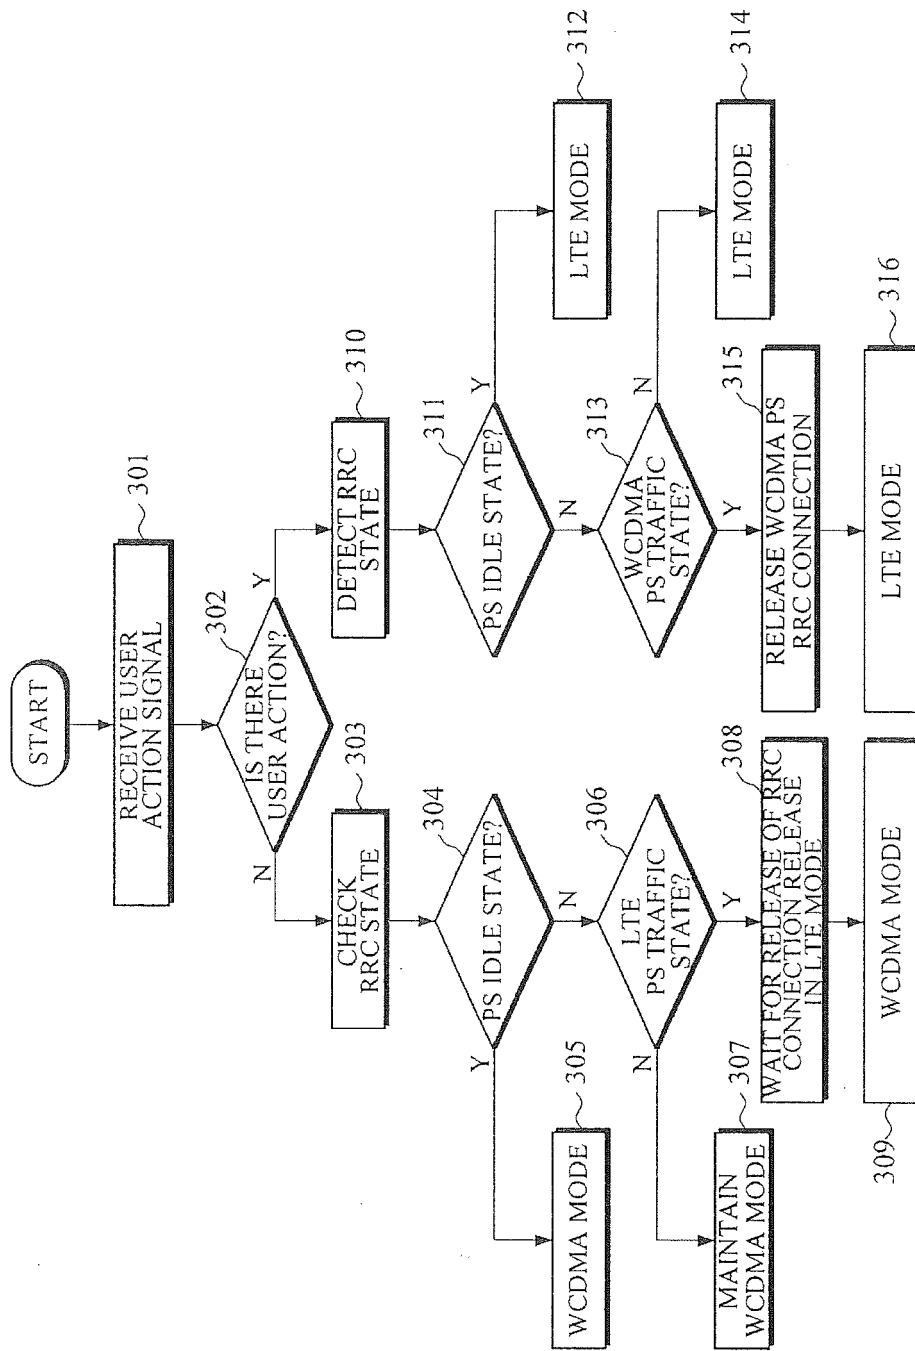 START
RECEIVE USER
ACTION SIGNAL
301
IS THERE
USER ACTION?
302
N
Y
CHECK
RRC STATE
303
PS IDLE STATE?
304
Y
N
WCDMA MODE
305
LTE
PS TRAFFIC
STATE?
306
N
Y
MAINTAIN
WCDMA MODE
307
WAIT FOR RELEASE OF RRC
CONNECTION RELEASE
IN LTE MODE
308
WCDMA MODE
309
DETECT RRC
STATE
310
PS IDLE STATE?
311
Y
N
LTE MODE
312
WCDMA
PS TRAFFIC
STATE?
313
N
Y
LTE MODE
314
RELEASE WCDMA PS
RRC CONNECTION
315
LTE MODE
316